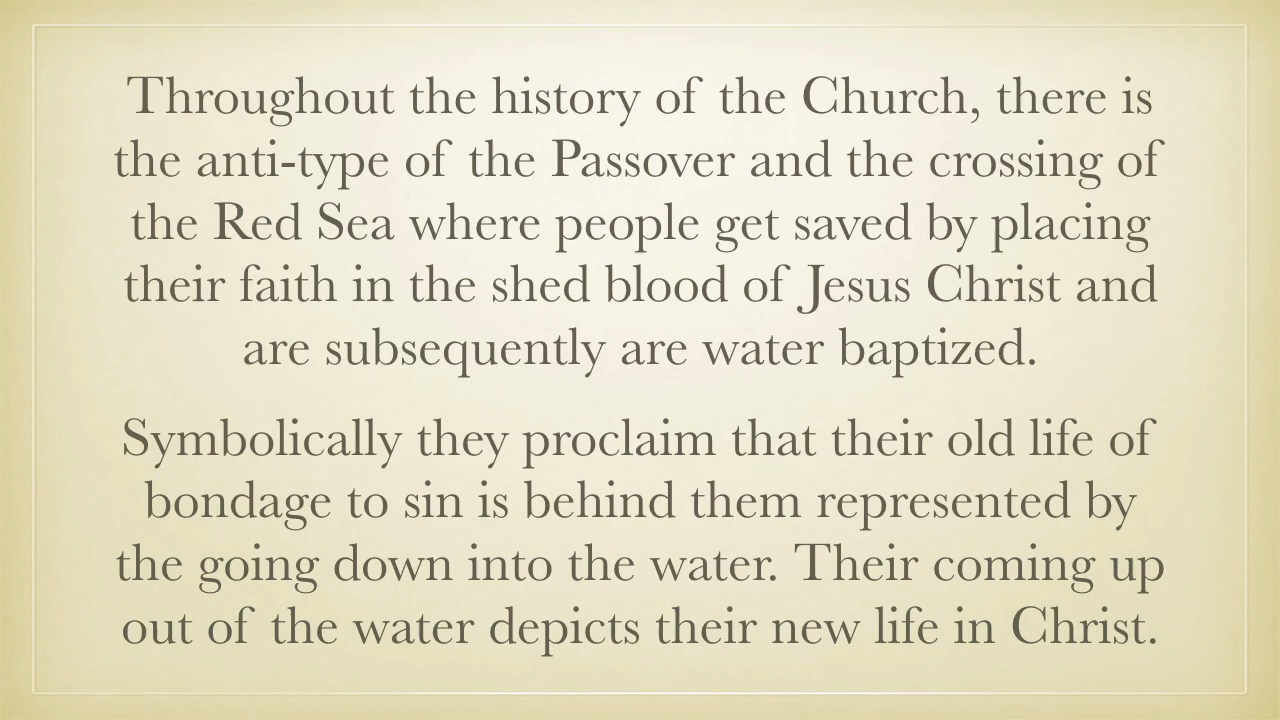 Throughout the history of the Church, there is
the anti-type of the Passover and the crossing of
the Red Sea where people get saved by placing
their faith in the shed blood of Jesus Christ and
are subsequently are water baptized.
Symbolically they proclaim that their old life of
bondage to sin is behind them represented by
the going down into the water. Their coming up
out of the water depicts their new life in Christ.